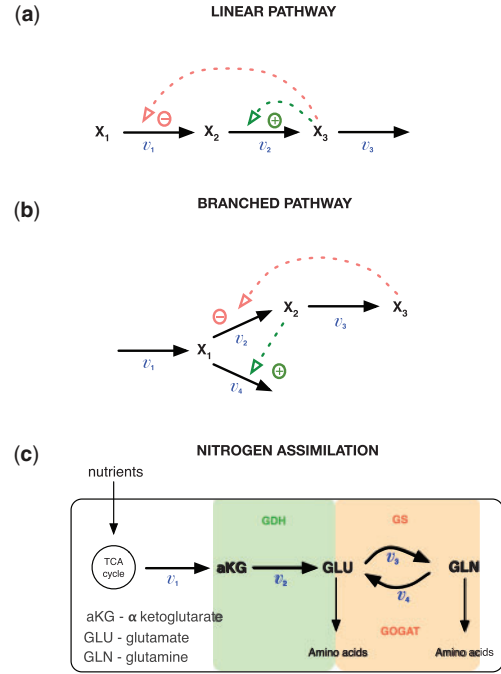 (a) LINEAR PATHWAY
⊖ ⊕
X1 X2 X3
v1 v2 v3
(b) BRANCHED PATHWAY
⊖ X2 X3
v2 v3
X1
v1 ⊕
v4
(c) NITROGEN ASSIMILATION
nutrients
GDH GS
TCA
cycle
aKG GLU GLN
v1 v2 v3
v4
aKG - α ketoglutarate
GLU - glutamate
GOGAT
GLN - glutamine
Amino acids Amino acids